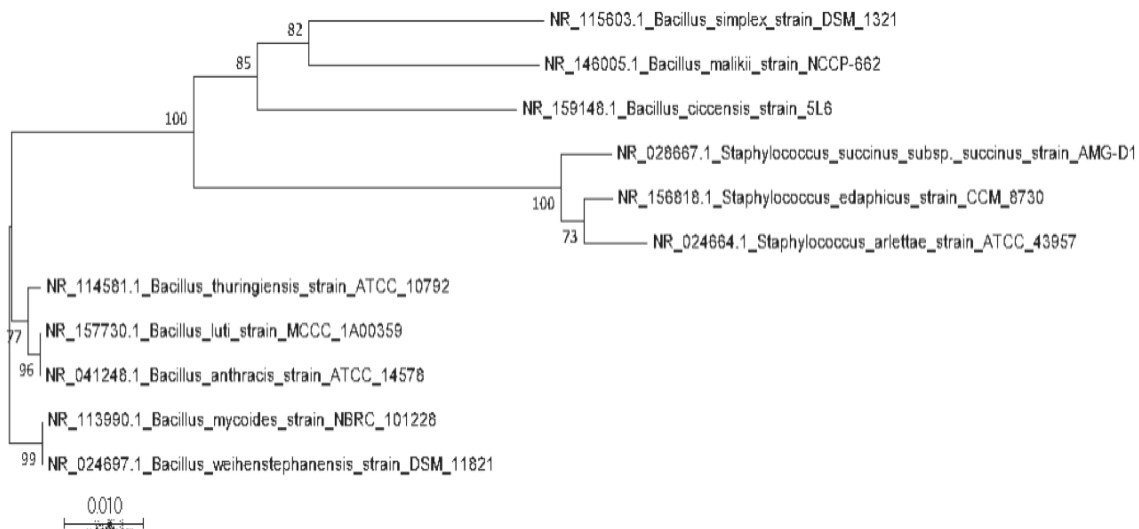 NR_115603.1_Bacillus_simplex_strain_DSM_1321
82
NR_146005.1_Bacillus_malikii_strain_NCCP-662
85
NR_159148.1_Bacillus_ciccensis_strain_5L6
100
NR_028667.1_Staphylococcus_succinus_subsp._succinus_strain_AMG-D1
100
NR_156818.1_Staphylococcus_edaphicus_strain_CCM_8730
73
NR_024664.1_Staphylococcus_arlettae_strain_ATCC_43957
NR_114581.1_Bacillus_thuringiensis_strain_ATCC_10792
77
NR_157730.1_Bacillus_luti_strain_MCCC_1A00359
96
NR_041248.1_Bacillus_anthracis_strain_ATCC_14578
NR_113990.1_Bacillus_mycoides_strain_NBRC_101228
99
NR_024697.1_Bacillus_weihenstephanensis_strain_DSM_11821
0.010